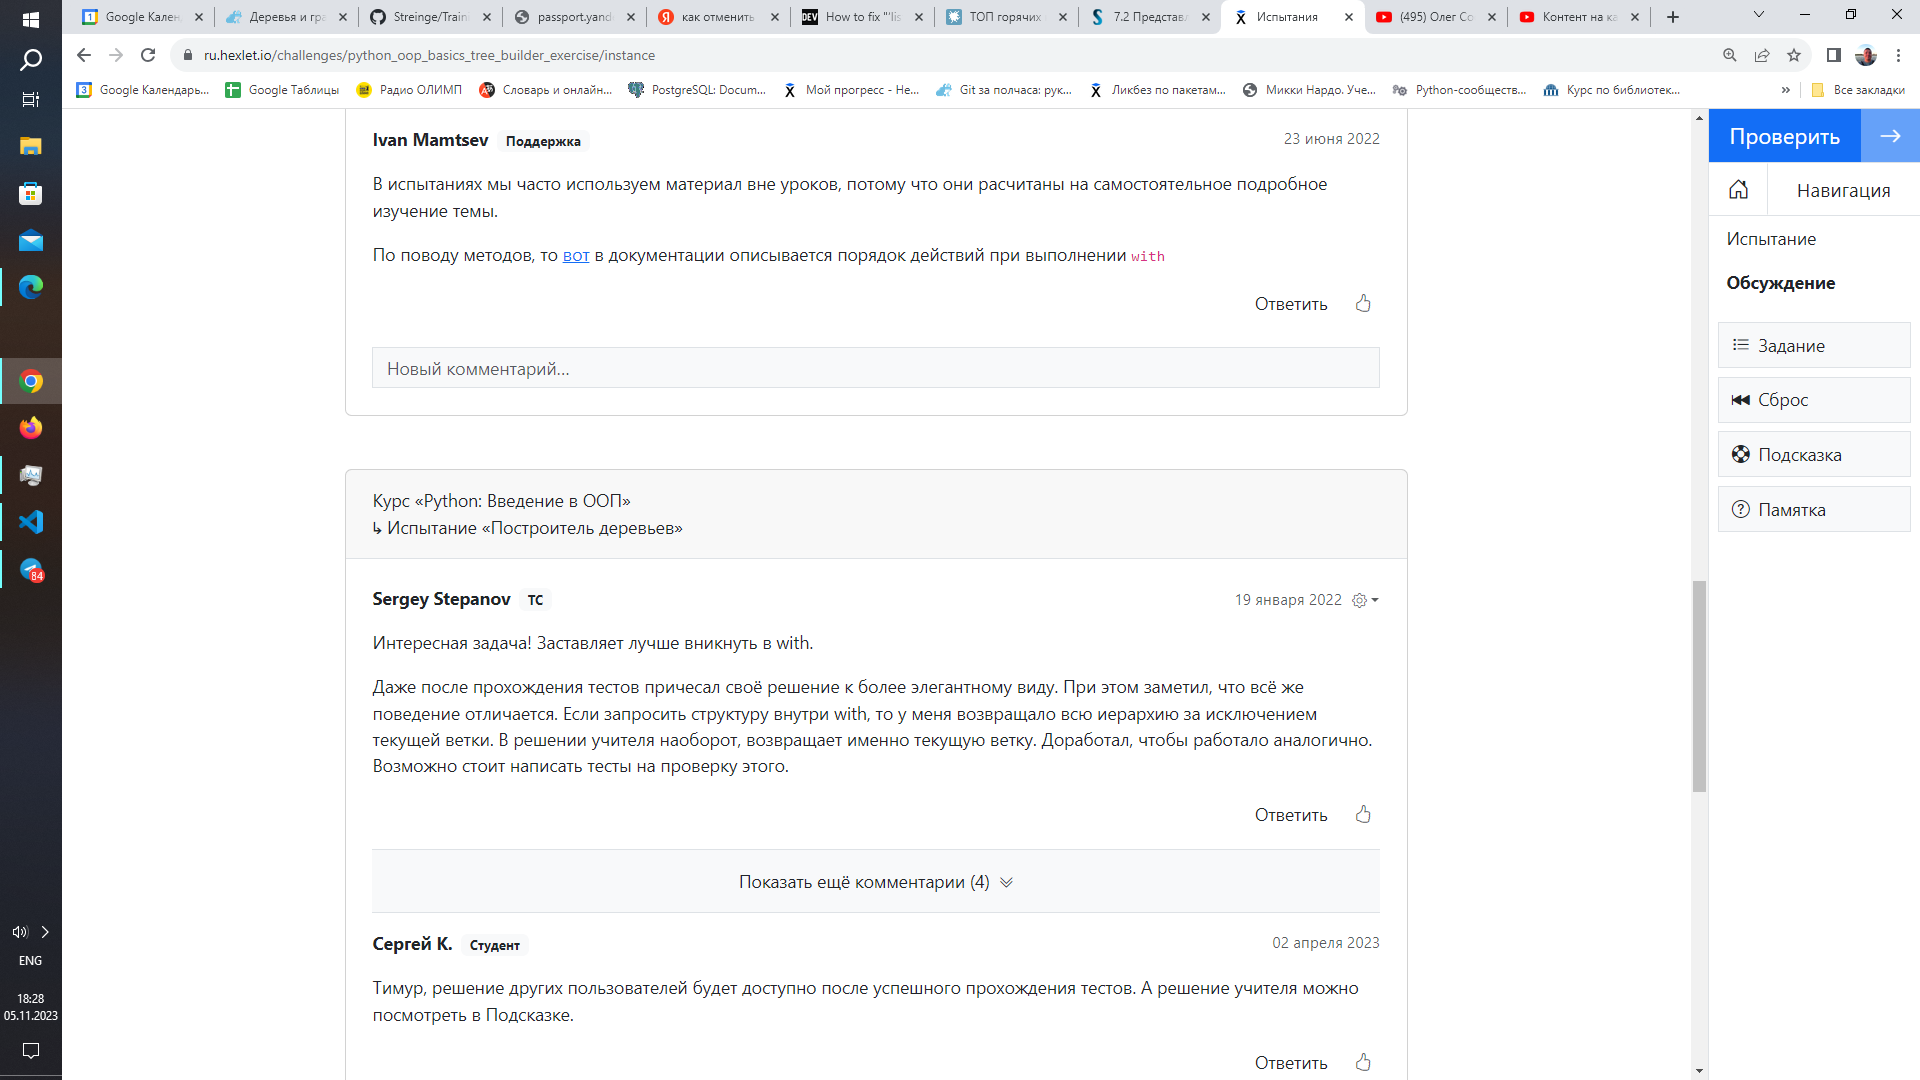 Google Кален
Деревья и гра
Streinge/Train
passport.yand
как отменить
How to fix "'lis
ТОП горячих
7.2 Представл
Испытания
(495) Олег Со
Контент на ка
ru.hexlet.io/challenges/python_oop_basics_tree_builder_exercise/instance
Google Календарь...
Google Таблицы
Радио ОЛИМП
Словарь и онлайн...
PostgreSQL: Docum...
Мой прогресс - Не...
Git за полчаса: рук...
Ликбез по пакетам...
Микки Нардо. Уче...
Python-сообществ...
Курс по библиотек...
»
Все закладки
Ivan Mamtsev Поддержка 23 июня 2022
В испытаниях мы часто используем материал вне уроков, потому что они расчитаны на самостоятельное подробное
изучение темы.
По поводу методов, то вот в документации описывается порядок действий при выполнении with
Ответить
Новый комментарий...
Курс «Python: Введение в ООП»
↳ Испытание «Построитель деревьев»
Sergey Stepanov TC 19 января 2022
Интересная задача! Заставляет лучше вникнуть в with.
Даже после прохождения тестов причесал своё решение к более элегантному виду. При этом заметил, что всё же
поведение отличается. Если запросить структуру внутри with, то у меня возвращало всю иерархию за исключением
текущей ветки. В решении учителя наоборот, возвращает именно текущую ветку. Доработал, чтобы работало аналогично.
Возможно стоит написать тесты на проверку этого.
Ответить
Показать ещё комментарии (4)
Сергей К. Студент 02 апреля 2023
Тимур, решение других пользователей будет доступно после успешного прохождения тестов. А решение учителя можно
посмотреть в Подсказке.
Ответить
Проверить
Навигация
Испытание
Обсуждение
Задание
Сброс
Подсказка
Памятка
84
ENG
18:28
05.11.2023